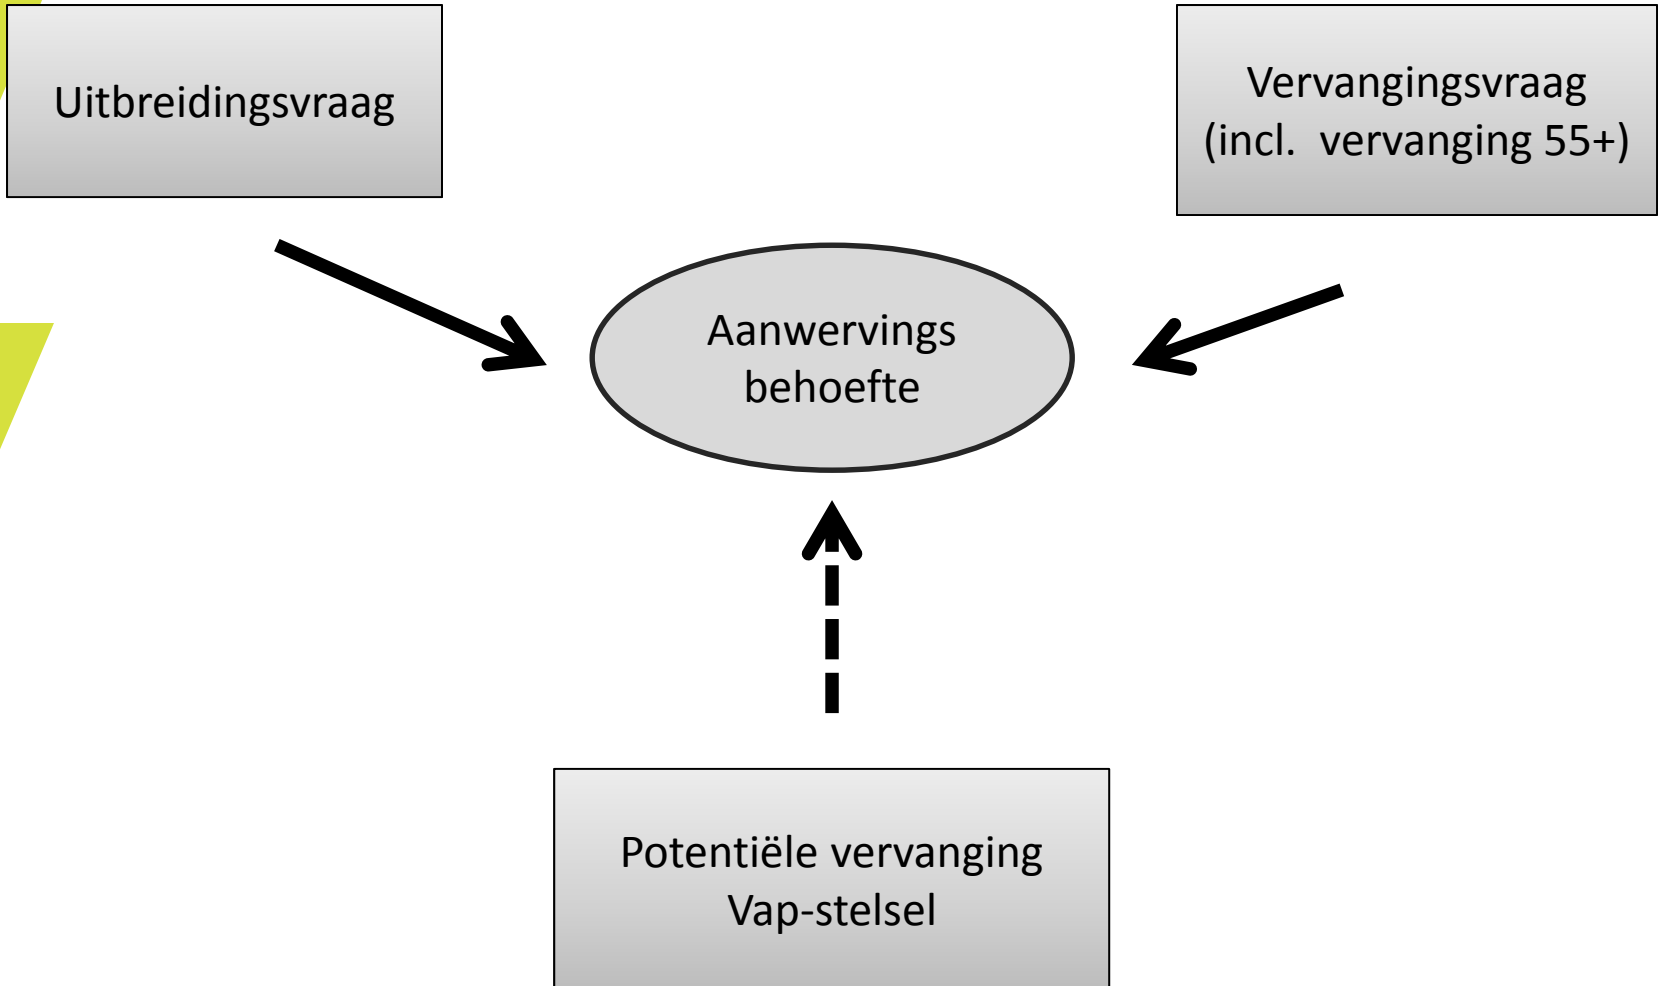 Uitbreidingsvraag
Vervangingsvraag
(incl. vervanging 55+)
Aanwervings
behoefte
Potentiële vervanging
Vap-stelsel